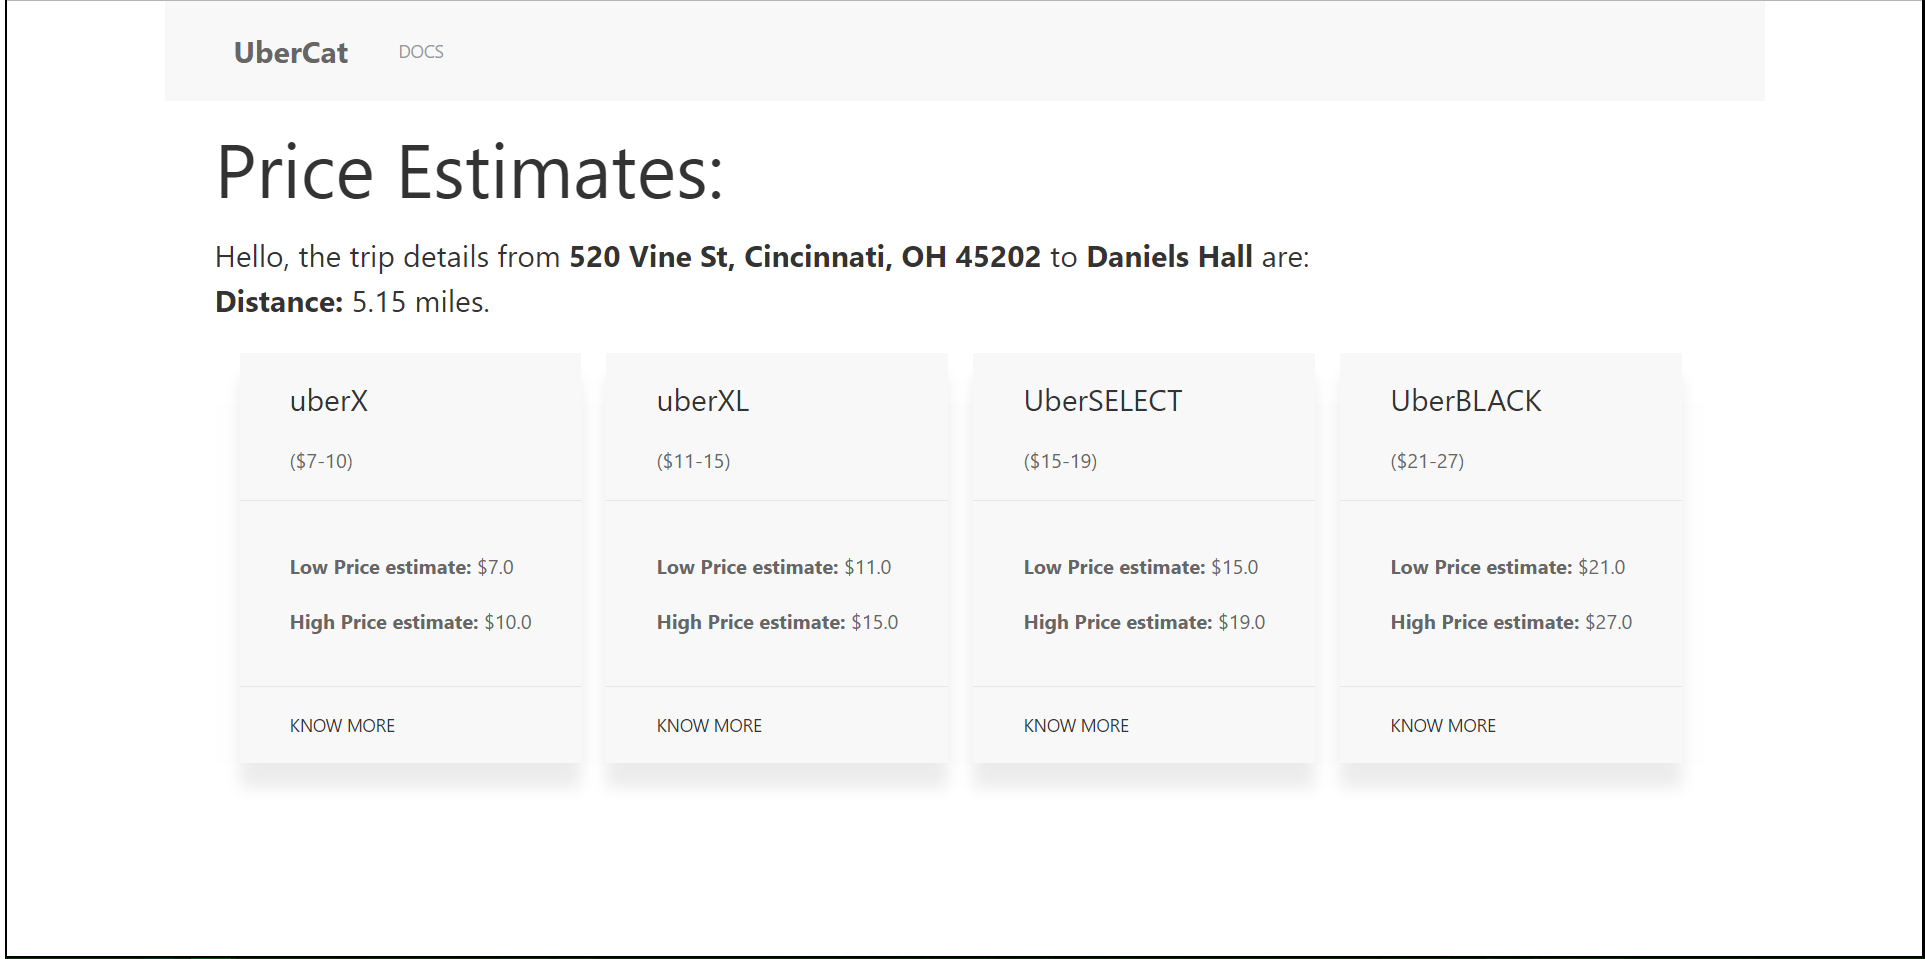 UberCat DOCS
Price Estimates:
Hello, the trip details from 520 Vine St, Cincinnati, OH 45202 to Daniels Hall are:
Distance: 5.15 miles.
uberX
($7-10)
Low Price estimate: $7.0
High Price estimate: $10.0
KNOW MORE
uberXL
($11-15)
Low Price estimate: $11.0
High Price estimate: $15.0
KNOW MORE
UberSELECT
($15-19)
Low Price estimate: $15.0
High Price estimate: $19.0
KNOW MORE
UberBLACK
($21-27)
Low Price estimate: $21.0
High Price estimate: $27.0
KNOW MORE